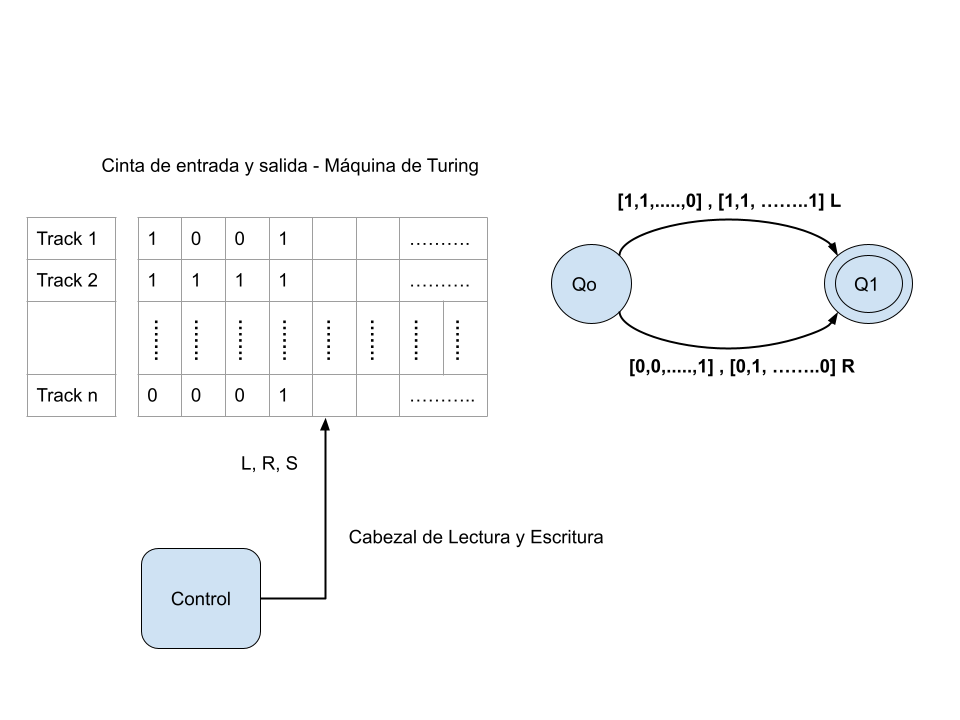 Cinta de entrada y salida - Máquina de Turing
[1,1,.....,0] , [1,1, ……..1] L
Track 1 1 0 0 1 ……….
Track 2 1 1 1 1 ……….
Qo Q1
…… …… …… …… …… …… …… ……
[0,0,.....,1] , [0,1, ……..0] R
Track n 0 0 0 1 ………..
L, R, S
Cabezal de Lectura y Escritura
Control